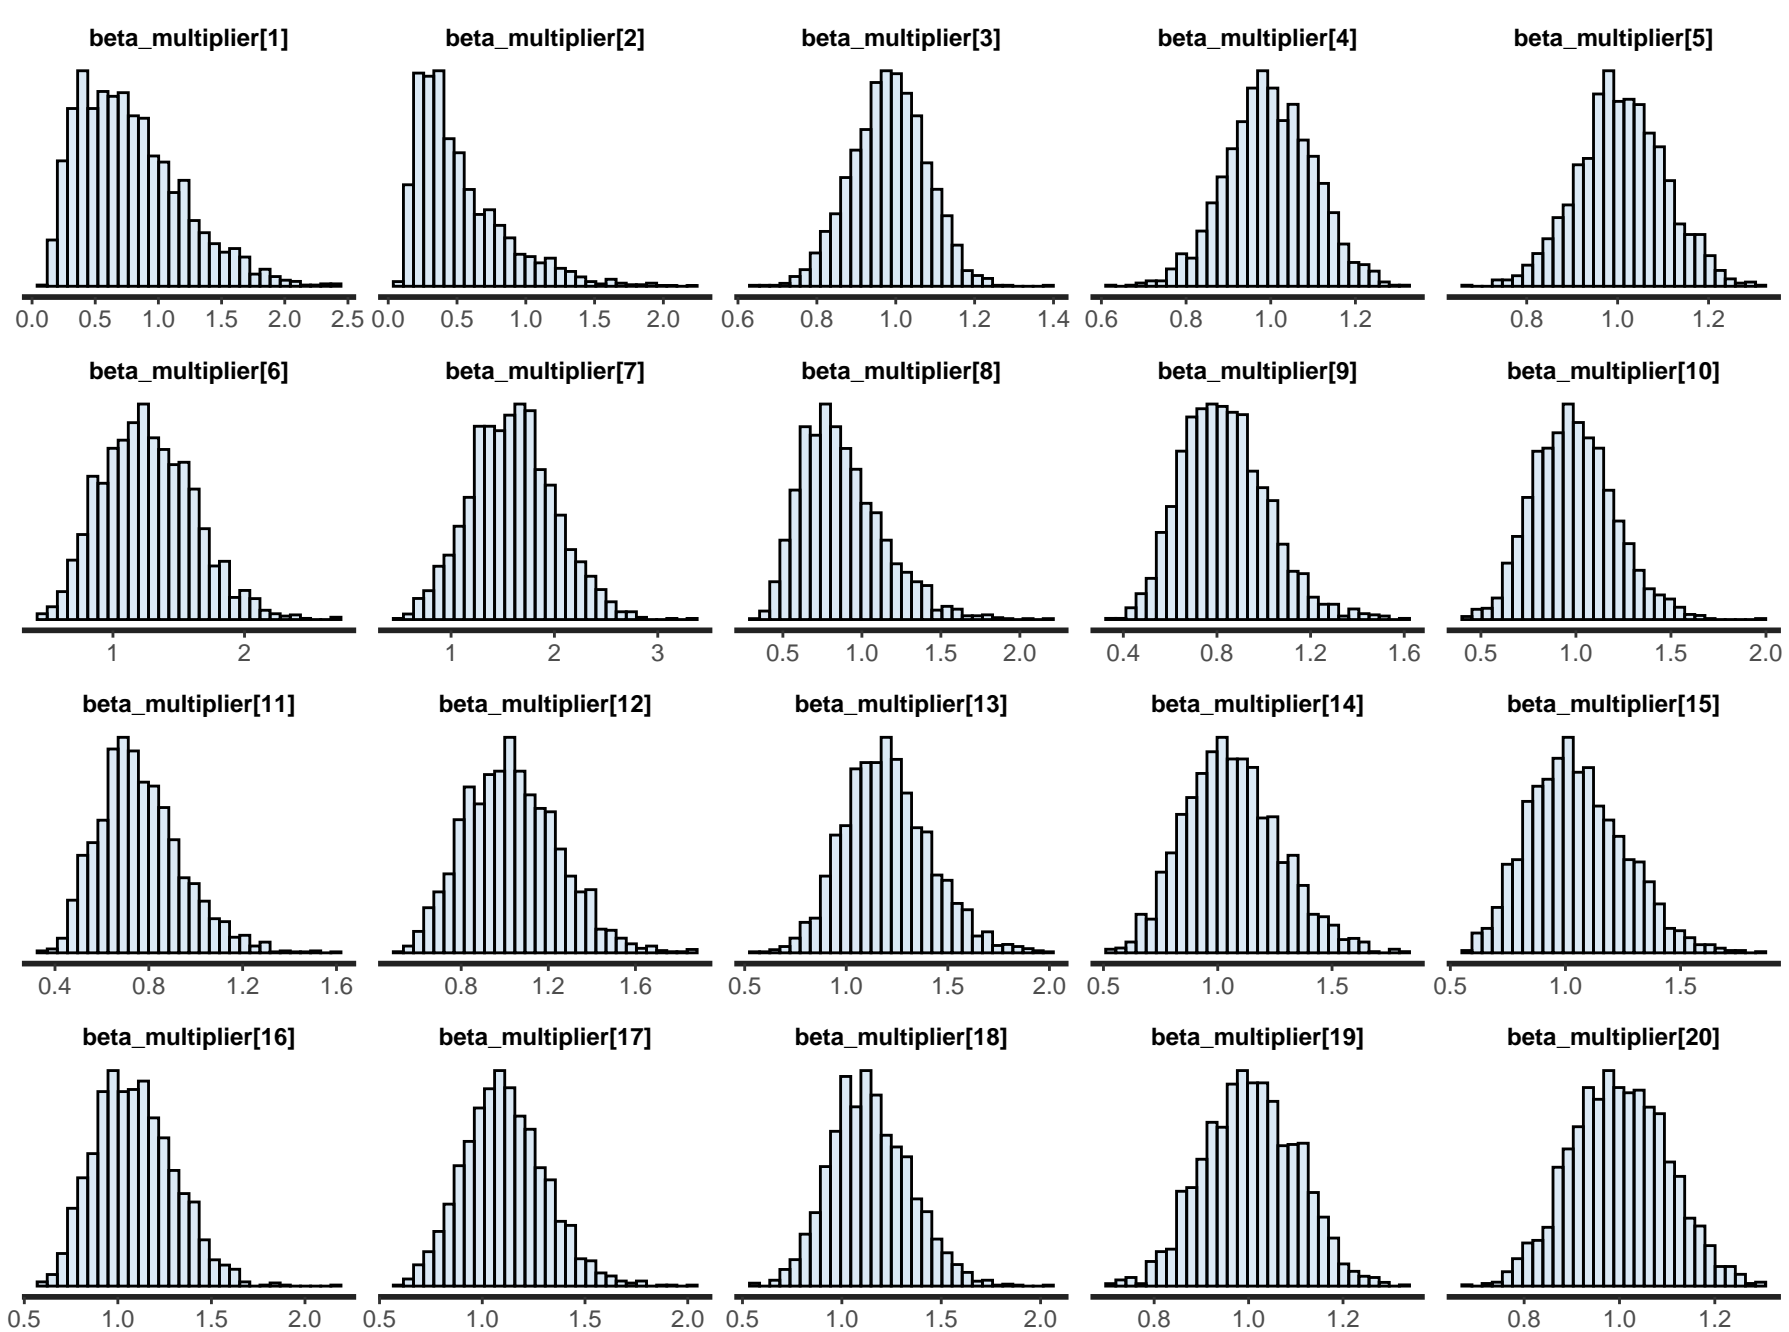 beta_multiplier[1] beta_multiplier[2] beta_multiplier[3] beta_multiplier[4] beta_multiplier[5]
0.0 0.5 1.0 1.5 2.0 2.5 0.0 0.5 1.0 1.5 2.0 0.6 0.8 1.0 1.2 1.4 0.6 0.8 1.0 1.2 0.8 1.0 1.2
beta_multiplier[6] beta_multiplier[7] beta_multiplier[8] beta_multiplier[9] beta_multiplier[10]
1 2 1 2 3 0.5 1.0 1.5 2.0 0.4 0.8 1.2 1.6 0.5 1.0 1.5 2.0
beta_multiplier[11] beta_multiplier[12] beta_multiplier[13] beta_multiplier[14] beta_multiplier[15]
0.4 0.8 1.2 1.6 0.8 1.2 1.6 0.5 1.0 1.5 2.0 0.5 1.0 1.5 0.5 1.0 1.5
beta_multiplier[16] beta_multiplier[17] beta_multiplier[18] beta_multiplier[19] beta_multiplier[20]
0.5 1.0 1.5 2.0 0.5 1.0 1.5 2.0 0.5 1.0 1.5 2.0 0.8 1.0 1.2 0.8 1.0 1.2